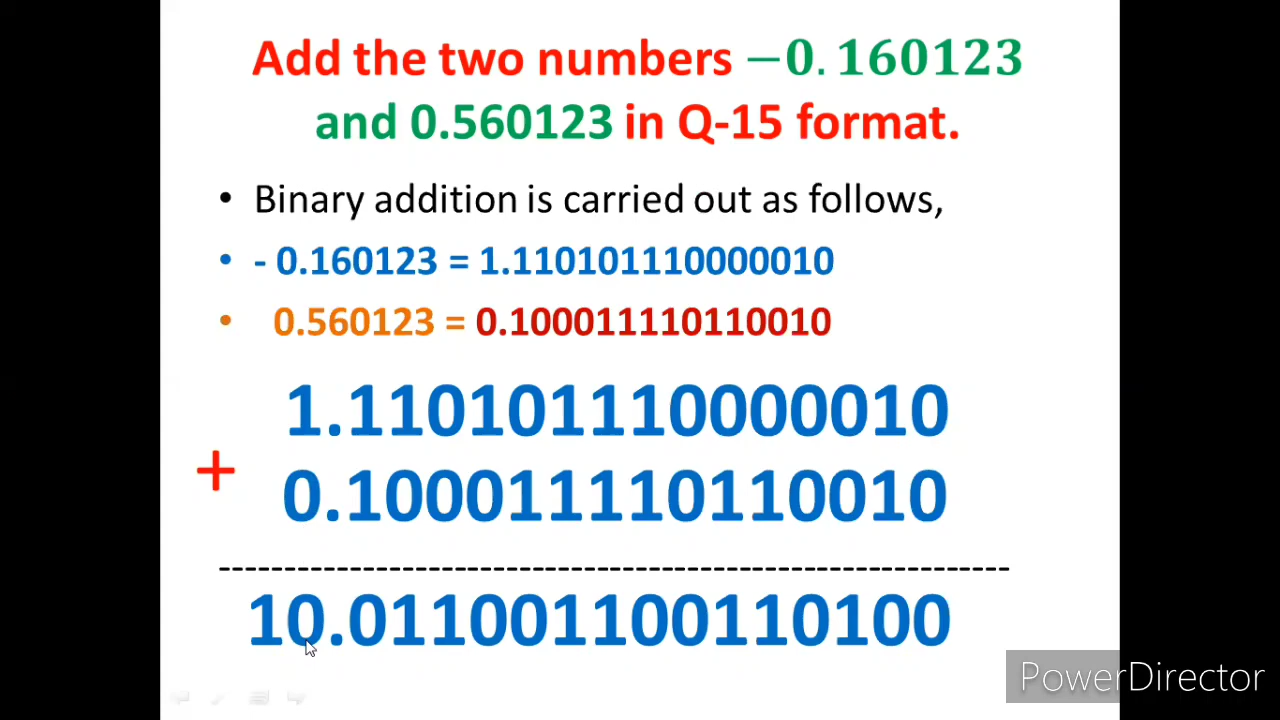 Add the two numbers −0.160123
and 0.560123 in Q-15 format.
• Binary addition is carried out as follows,
• - 0.160123 = 1.110101110000010
• 0.560123 = 0.100011110110010
1.110101110000010
+
0.100011110110010
------------------------------------------------------------
10.011001100110100
PowerDirector